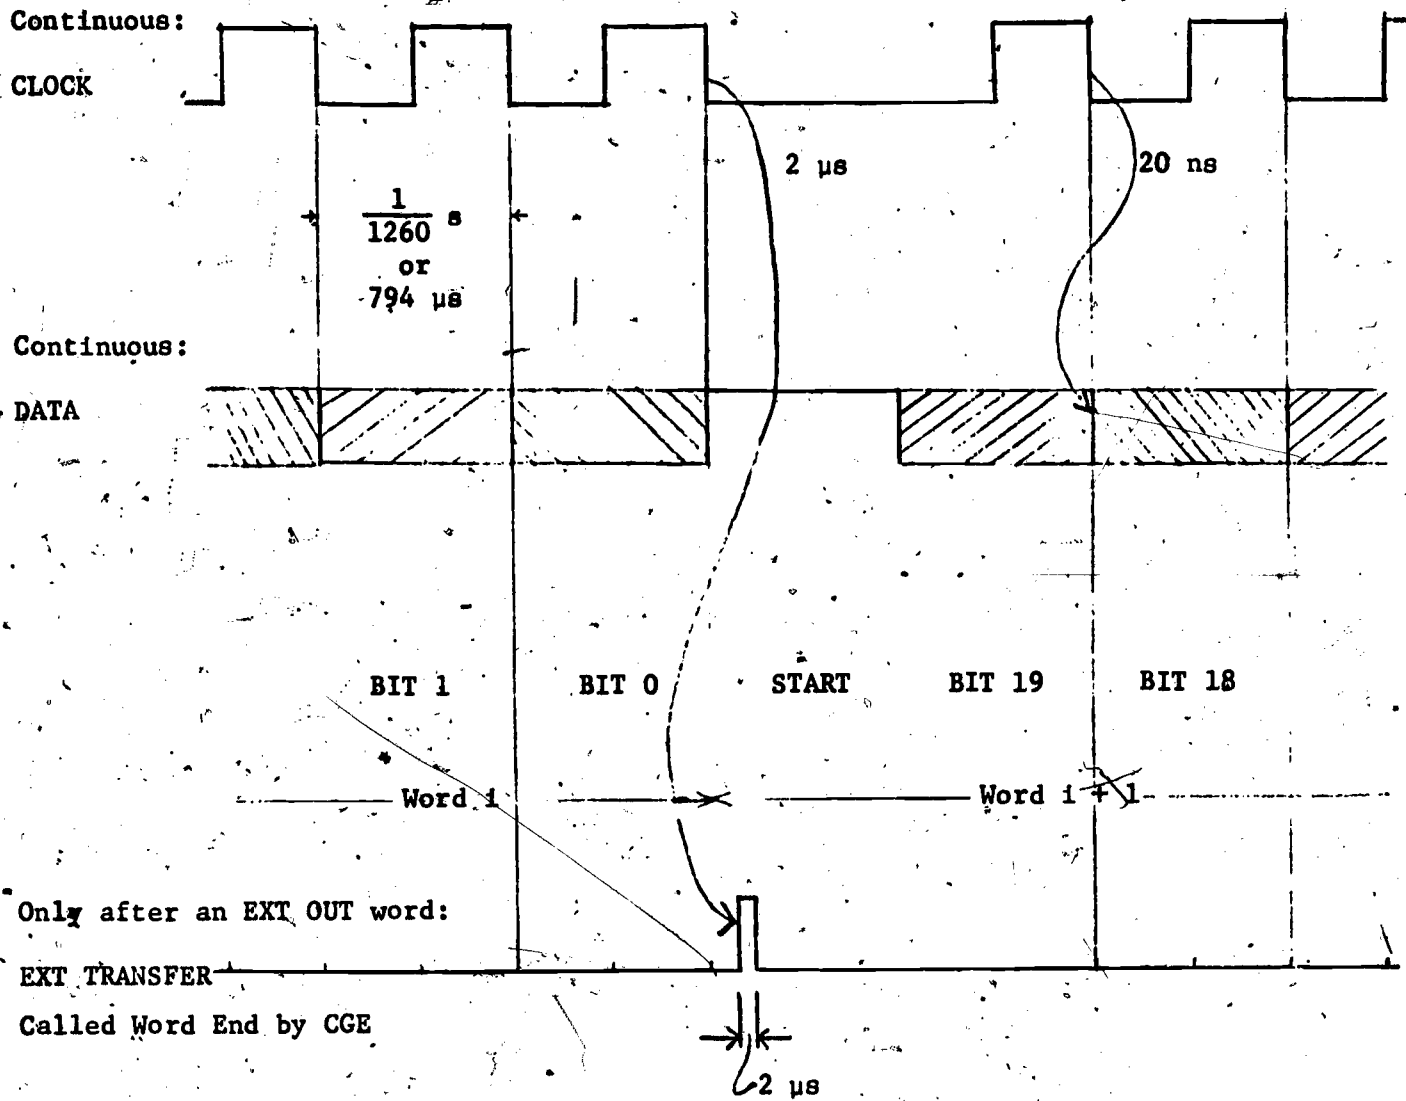 Continuous:
CLOCK
2 µs
20 ns
1
1260 s
or
794 µs
Continuous:
DATA
BIT 1 BIT 0 START BIT 19 BIT 18
Word i Word i + 1
Only after an EXT OUT word:
EXT TRANSFER
Called Word End by CGE
2 µs